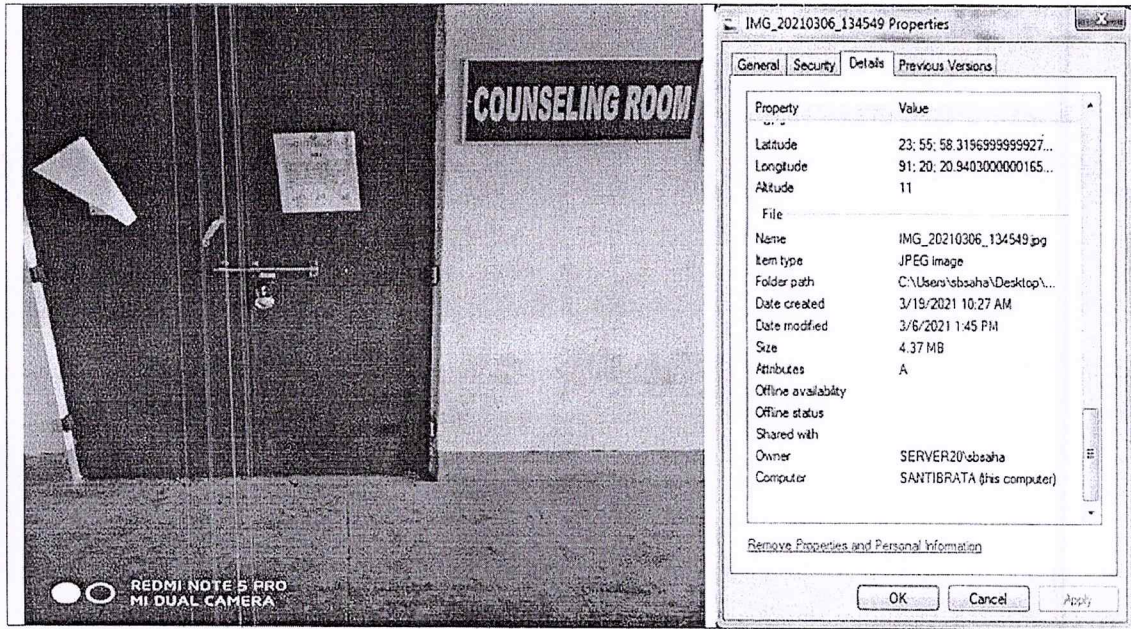 COUNSELING ROOM
REDMI NOTE 5 PRO
MI DUAL CAMERA
IMG_20210306_134549 Properties
General Security Details Previous Versions
Property Value
Latitude 23; 55; 58.3196999999927...
Longitude 91; 20; 20.9403000000165...
Altitude 11
File
Name IMG_20210306_134549.jpg
Item type JPEG image
Folder path C:\Users\sbsaha\Desktop\...
Date created 3/19/2021 10:27 AM
Date modified 3/6/2021 1:45 PM
Size 4.37 MB
Attributes A
Offline availability
Offline status
Shared with
Owner SERVER20\sbsaha
Computer SANTIBRATA (this computer)
Remove Properties and Personal Information
OK Cancel Apply